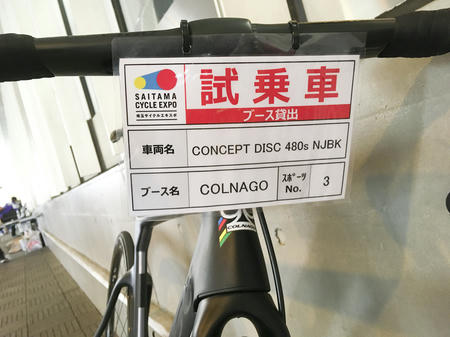 SAITAMA
CYCLE EXPO
埼玉サイクルエキスポ
試乗車
ブース貸出
車両名 CONCEPT DISC 480s NJBK
ブース名 COLNAGO スポーツNo. 3
COLNAGO